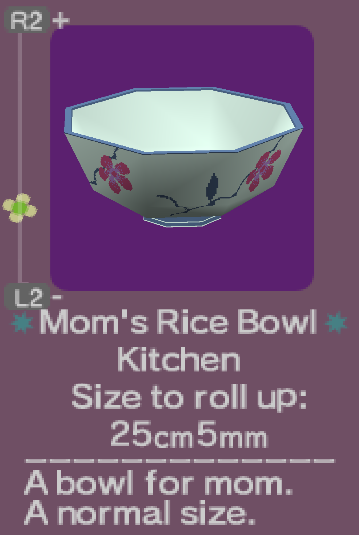 R2 +
L2 -
Mom's Rice Bowl
Kitchen
Size to roll up:
25cm5mm
A bowl for mom.
A normal size.